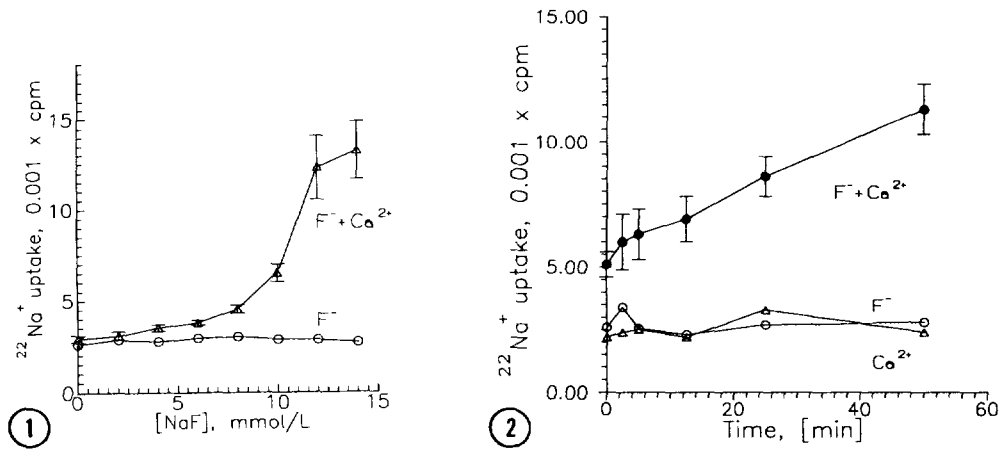 ²²Na⁺ uptake, 0.001 x cpm
15
10
5
0
F⁻+Ca²⁺
F⁻
0
5
10
15
[NaF], mmol/L
1
²²Na⁺ uptake, 0.001 x cpm
15.00
10.00
5.00
0.00
F⁻+Ca²⁺
F⁻
Ca²⁺
0
20
40
60
Time, [min]
2